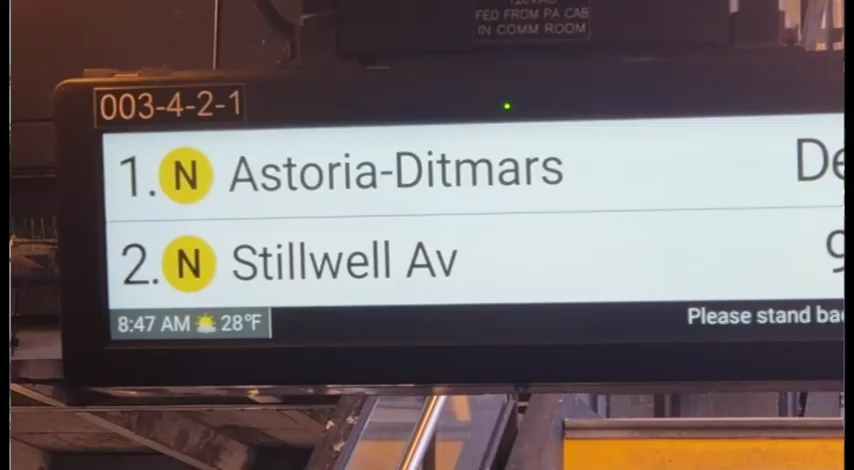 FED FROM PA CAB
IN COMM ROOM
003-4-2-1
1. N Astoria-Ditmars
2. N Stillwell Av
8:47 AM 28°F
Please stand